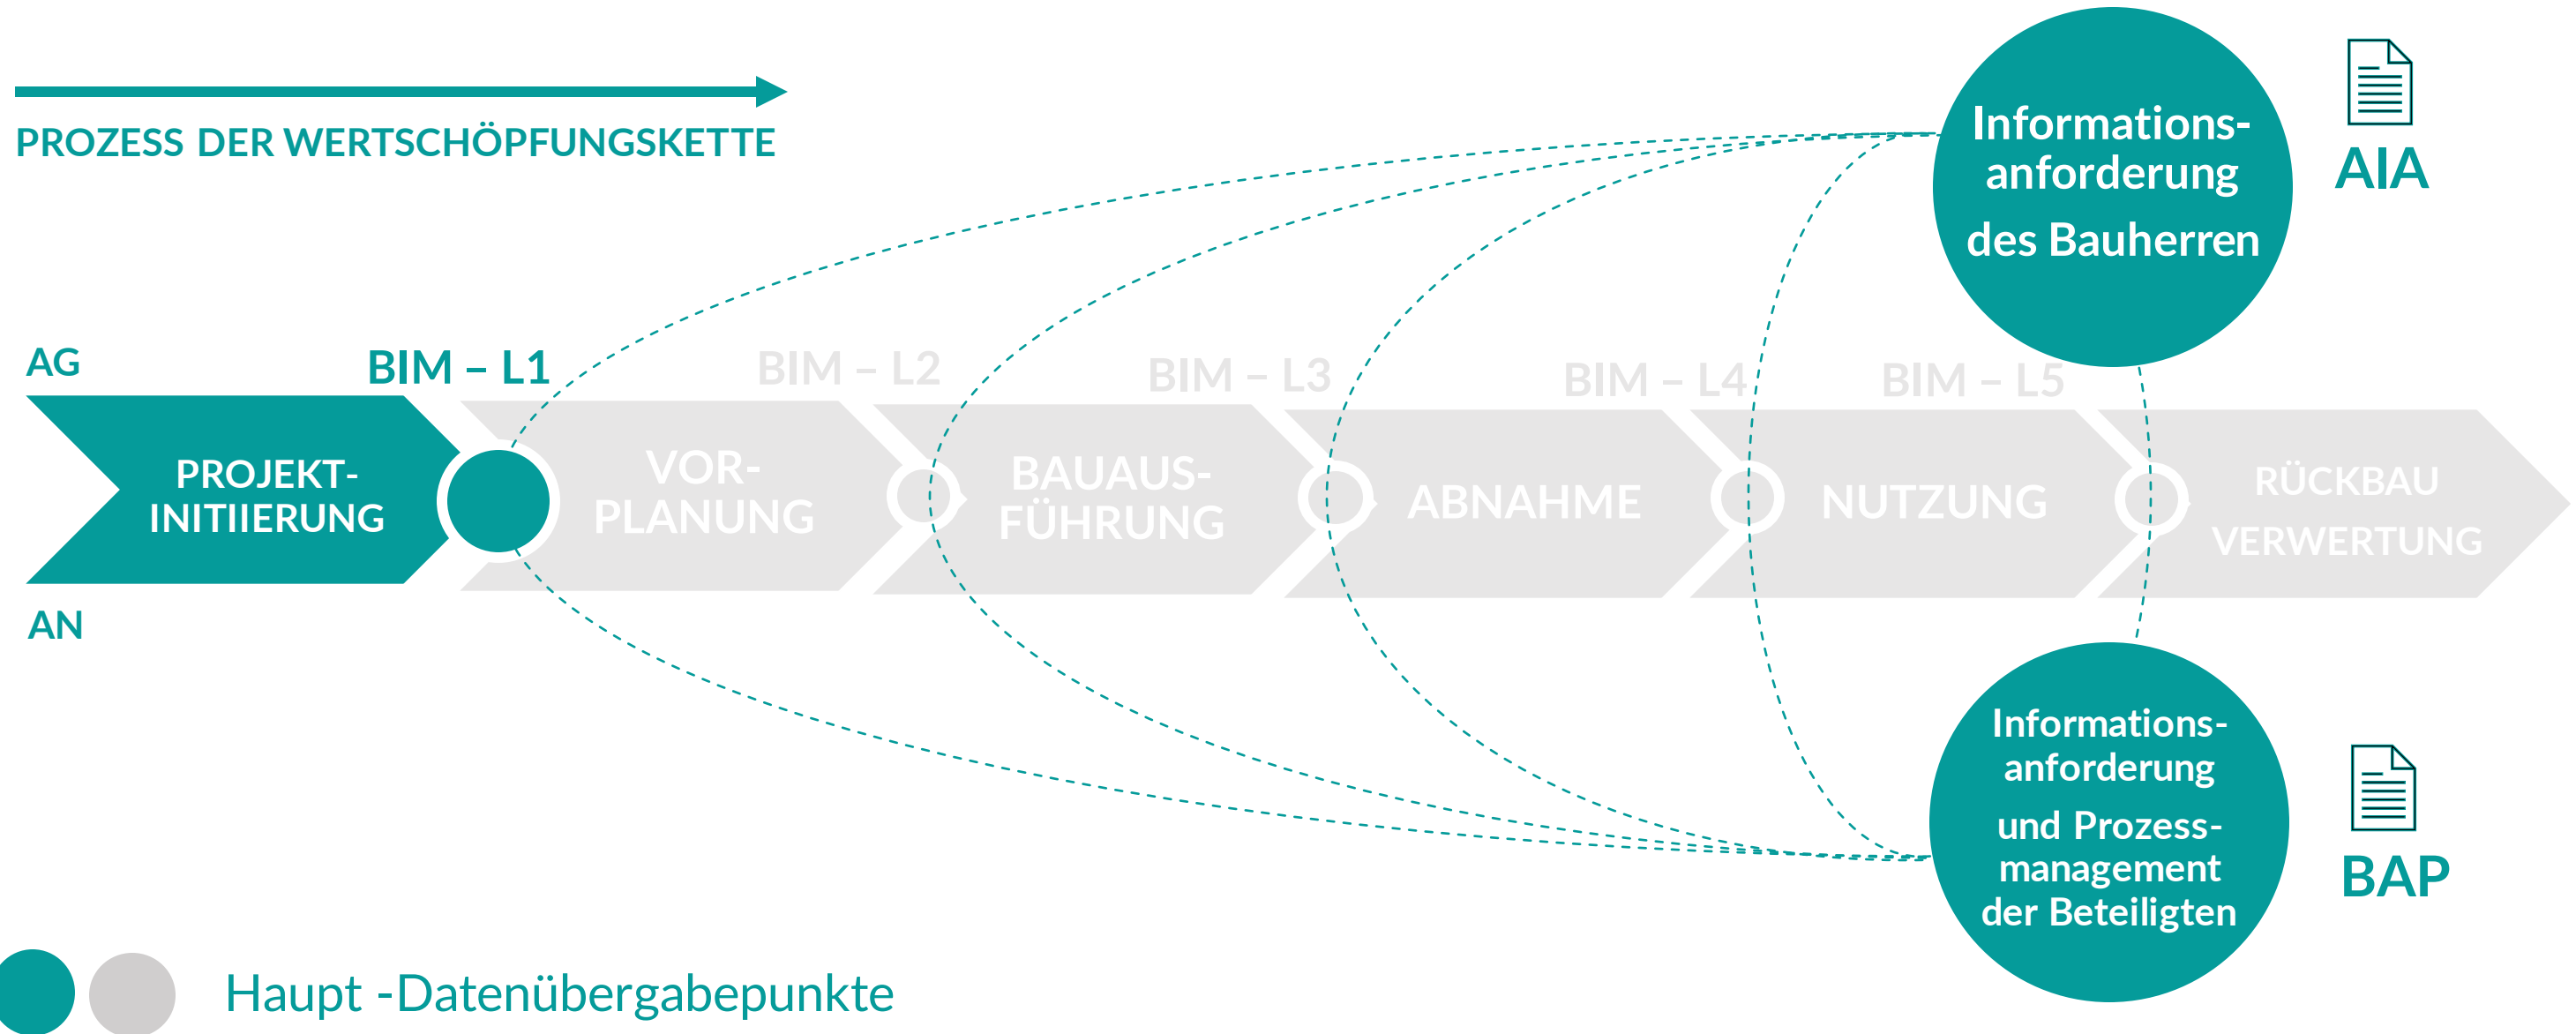 PROZESS DER WERTSCHÖPFUNGSKETTE
Informations-
anforderung
des Bauherren
AIA
AG
BIM – L1
BIM – L2
BIM – L3
BIM – L4
BIM – L5
PROJEKT-
INITIIERUNG
VOR-
PLANUNG
BAUAUS-
FÜHRUNG
ABNAHME
NUTZUNG
RÜCKBAU
VERWERTUNG
AN
Informations-
anforderung
und Prozess-
management
der Beteiligten
BAP
Haupt -Datenübergabepunkte